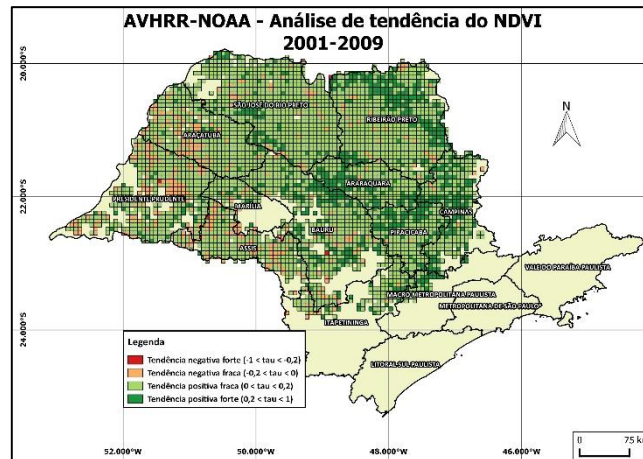 AVHRR-NOAA - Análise de tendência do NDVI
2001-2009
20.000°S
22.000°S
24.000°S
N
SÃO JOSÉ DO RIO PRETO
RIBEIRÃO PRETO
ARAÇATUBA
ARARAQUARA
PRESIDENTE PRUDENTE
MARÍLIA
CAMPINAS
BAURU
PIRACICABA
ASSIS
VALE DO PARAÍBA PAULISTA
MACRO METROPOLITANA PAULISTA
METROPOLITANA DE SÃO PAULO
ITAPETININGA
LITORAL SUL PAULISTA
Legenda
Tendência negativa forte (-1 < tau < -0,2)
Tendência negativa fraca (-0,2 < tau < 0)
Tendência positiva fraca (0 < tau < 0,2)
Tendência positiva forte (0,2 < tau < 1)
0 75 km
52.000°W 50.000°W 48.000°W 46.000°W